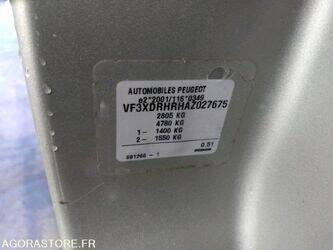 AUTOMOBILES PEUGEOT
e2*2001/116*0349
VF3XDRHRHAZ027675
2805 KG
4780 KG
1- 1400 KG
2- 1550 KG
0.51
AGORASTORE.FR